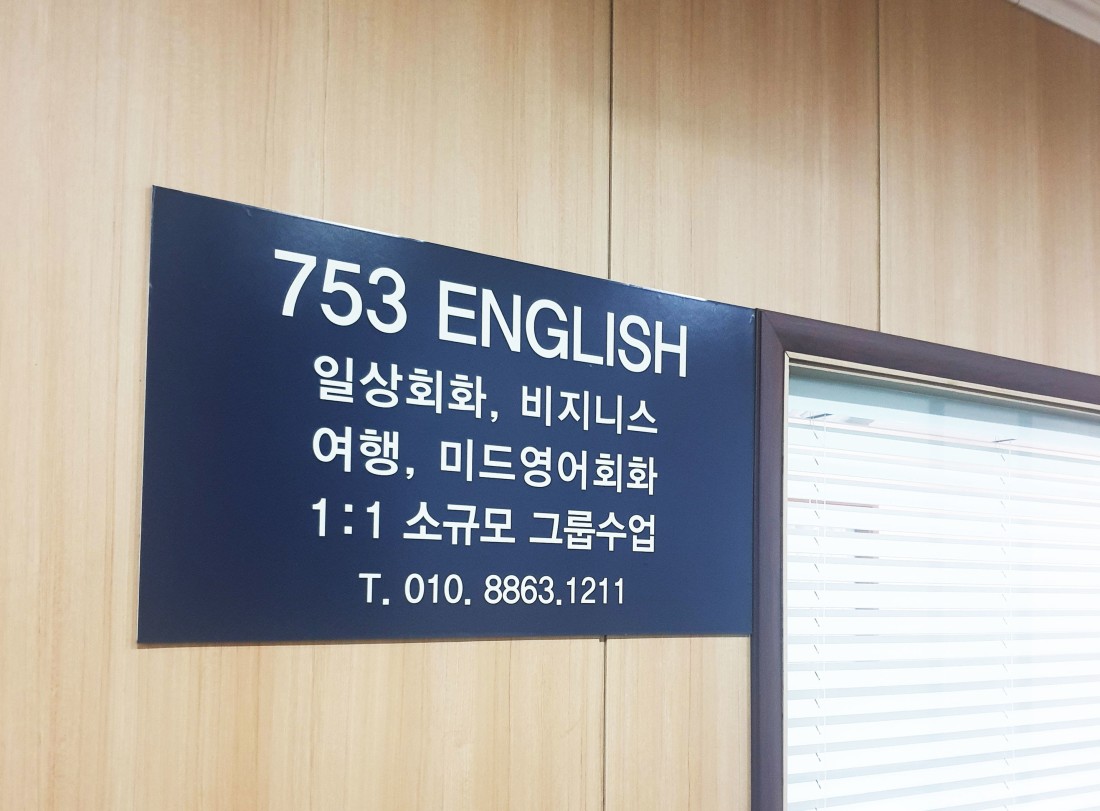 753 ENGLISH
일상회화, 비지니스
여행, 미드영어회화
1:1 소규모 그룹수업
T. 010. 8863.1211